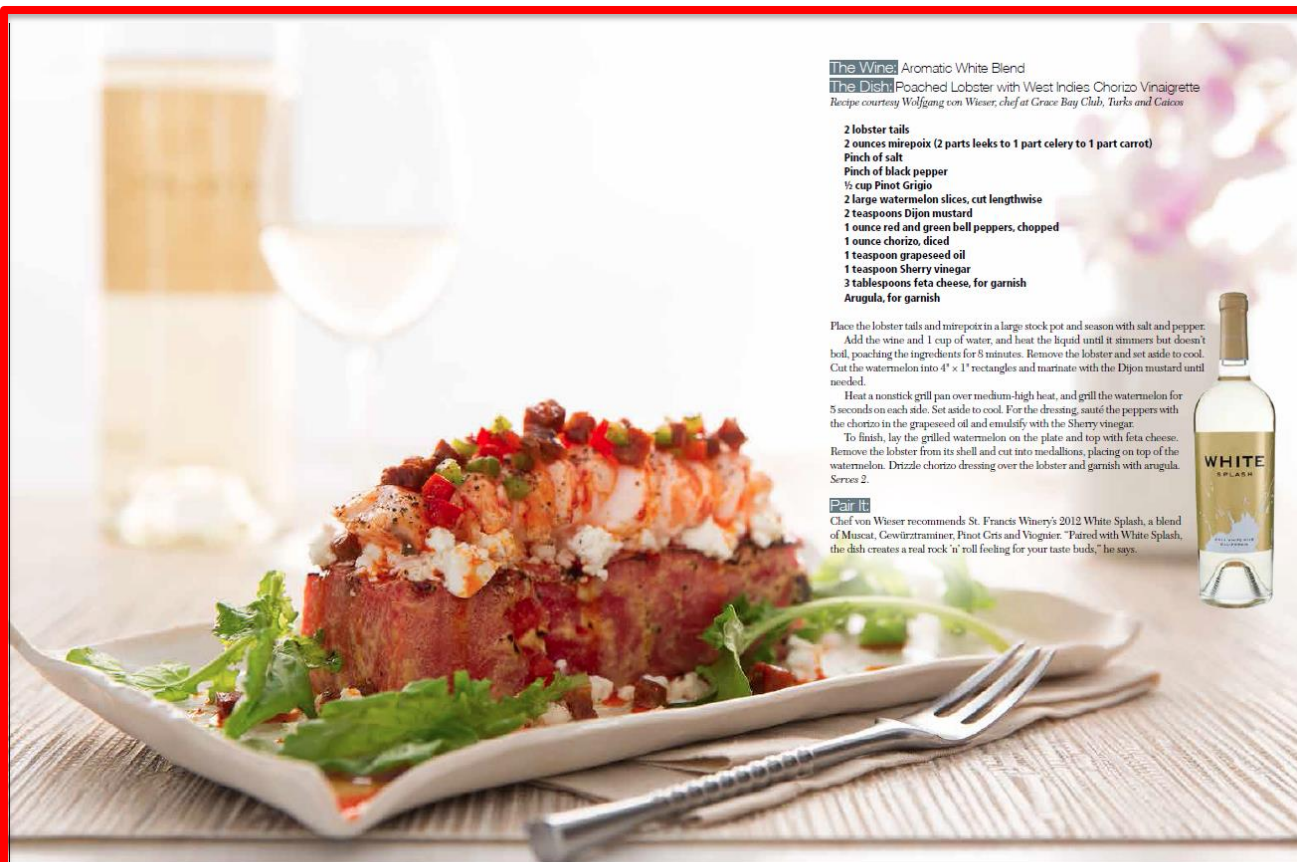 The Wine: Aromatic White Blend
The Dish: Poached Lobster with West Indies Chorizo Vinaigrette
Recipe courtesy Wolfgang von Wieser, chef at Grace Bay Club, Turks and Caicos
2 lobster tails
2 ounces mirepoix (2 parts leeks to 1 part celery to 1 part carrot)
Pinch of salt
Pinch of black pepper
½ cup Pinot Grigio
2 large watermelon slices, cut lengthwise
2 teaspoons Dijon mustard
1 ounce red and green bell peppers, chopped
1 ounce chorizo, diced
1 teaspoon grapeseed oil
1 teaspoon Sherry vinegar
3 tablespoons feta cheese, for garnish
Arugula, for garnish
Place the lobster tails and mirepoix in a large stock pot and season with salt and pepper.
Add the wine and 1 cup of water, and heat the liquid until it simmers but doesn't
boil, poaching the ingredients for 8 minutes. Remove the lobster and set aside to cool.
Cut the watermelon into 4" × 1" rectangles and marinate with the Dijon mustard until
needed.
Heat a nonstick grill pan over medium-high heat, and grill the watermelon for
5 seconds on each side. Set aside to cool. For the dressing, sauté the peppers with
the chorizo in the grapeseed oil and emulsify with the Sherry vinegar.
To finish, lay the grilled watermelon on the plate and top with feta cheese.
Remove the lobster from its shell and cut into medallions, placing on top of the
watermelon. Drizzle chorizo dressing over the lobster and garnish with arugula.
Serves 2.
Pair It:
Chef von Wieser recommends St. Francis Winery's 2012 White Splash, a blend
of Muscat, Gewürztraminer, Pinot Gris and Viognier. "Paired with White Splash,
the dish creates a real rock 'n' roll feeling for your taste buds," he says.
WHITE
SPLASH